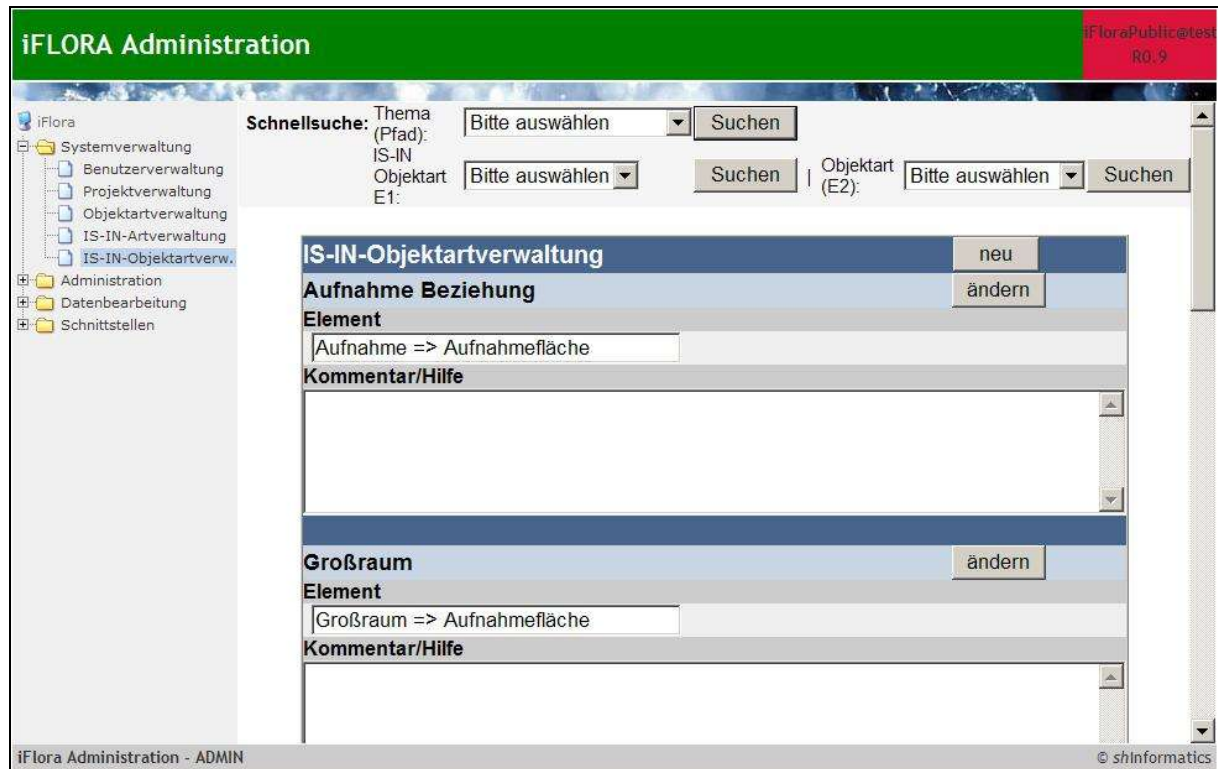 iFLORA Administration
iFloraPublic@test
R0.9
iFlora
Systemverwaltung
Benutzerverwaltung
Projektverwaltung
Objektartverwaltung
IS-IN-Artverwaltung
IS-IN-Objektartverw.
Administration
Datenbearbeitung
Schnittstellen
Schnellsuche: Thema (Pfad): Bitte auswählen Suchen
IS-IN Objektart E1: Bitte auswählen Suchen | Objektart (E2): Bitte auswählen Suchen
IS-IN-Objektartverwaltung neu
Aufnahme Beziehung ändern
Element
Aufnahme => Aufnahmefläche
Kommentar/Hilfe
Großraum ändern
Element
Großraum => Aufnahmefläche
Kommentar/Hilfe
iFlora Administration - ADMIN © shInformatics